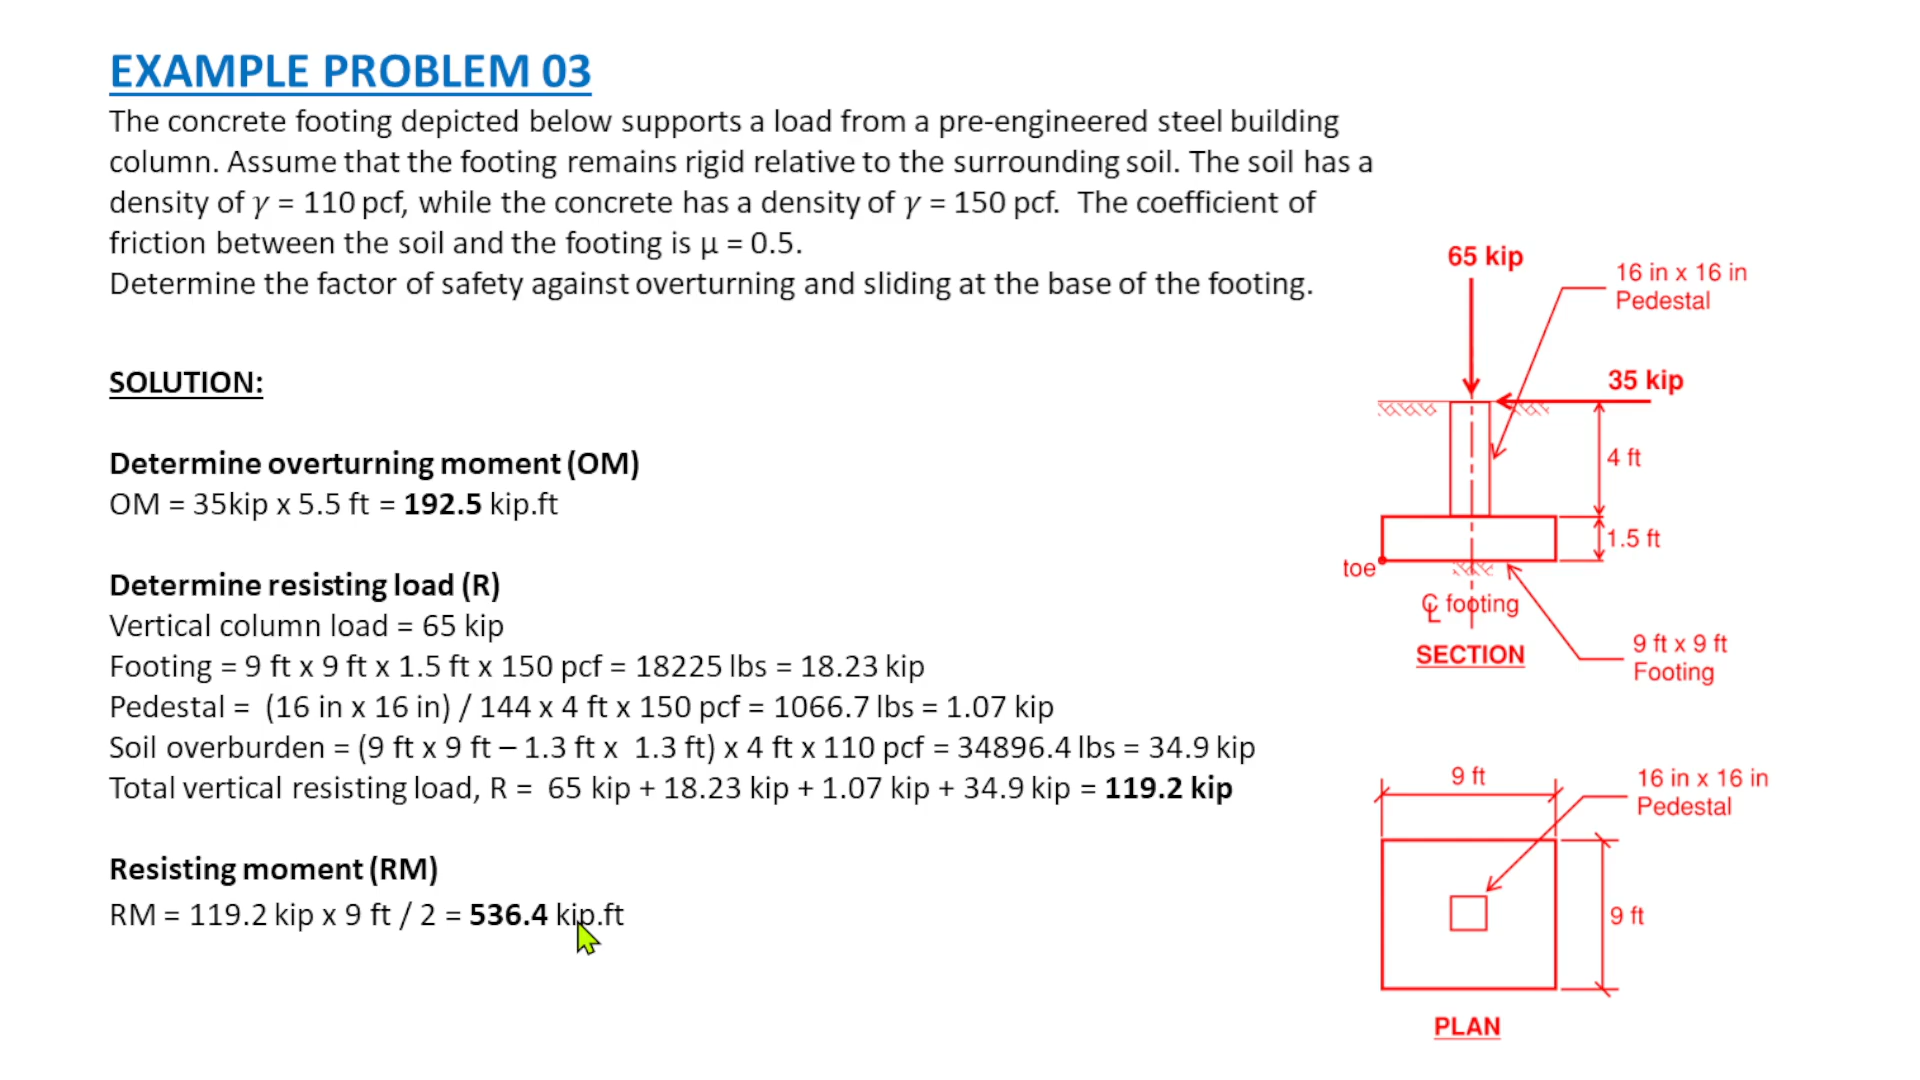 EXAMPLE PROBLEM 03
The concrete footing depicted below supports a load from a pre-engineered steel building
column. Assume that the footing remains rigid relative to the surrounding soil. The soil has a
density of γ = 110 pcf, while the concrete has a density of γ = 150 pcf. The coefficient of
friction between the soil and the footing is μ = 0.5.
Determine the factor of safety against overturning and sliding at the base of the footing.
SOLUTION:
Determine overturning moment (OM)
OM = 35kip x 5.5 ft = 192.5 kip.ft
Determine resisting load (R)
Vertical column load = 65 kip
Footing = 9 ft x 9 ft x 1.5 ft x 150 pcf = 18225 lbs = 18.23 kip
Pedestal = (16 in x 16 in) / 144 x 4 ft x 150 pcf = 1066.7 lbs = 1.07 kip
Soil overburden = (9 ft x 9 ft – 1.3 ft x 1.3 ft) x 4 ft x 110 pcf = 34896.4 lbs = 34.9 kip
Total vertical resisting load, R = 65 kip + 18.23 kip + 1.07 kip + 34.9 kip = 119.2 kip
Resisting moment (RM)
RM = 119.2 kip x 9 ft / 2 = 536.4 kip.ft
65 kip
16 in x 16 in
Pedestal
35 kip
4 ft
1.5 ft
toe
℄ footing
SECTION
9 ft x 9 ft
Footing
9 ft
16 in x 16 in
Pedestal
9 ft
PLAN